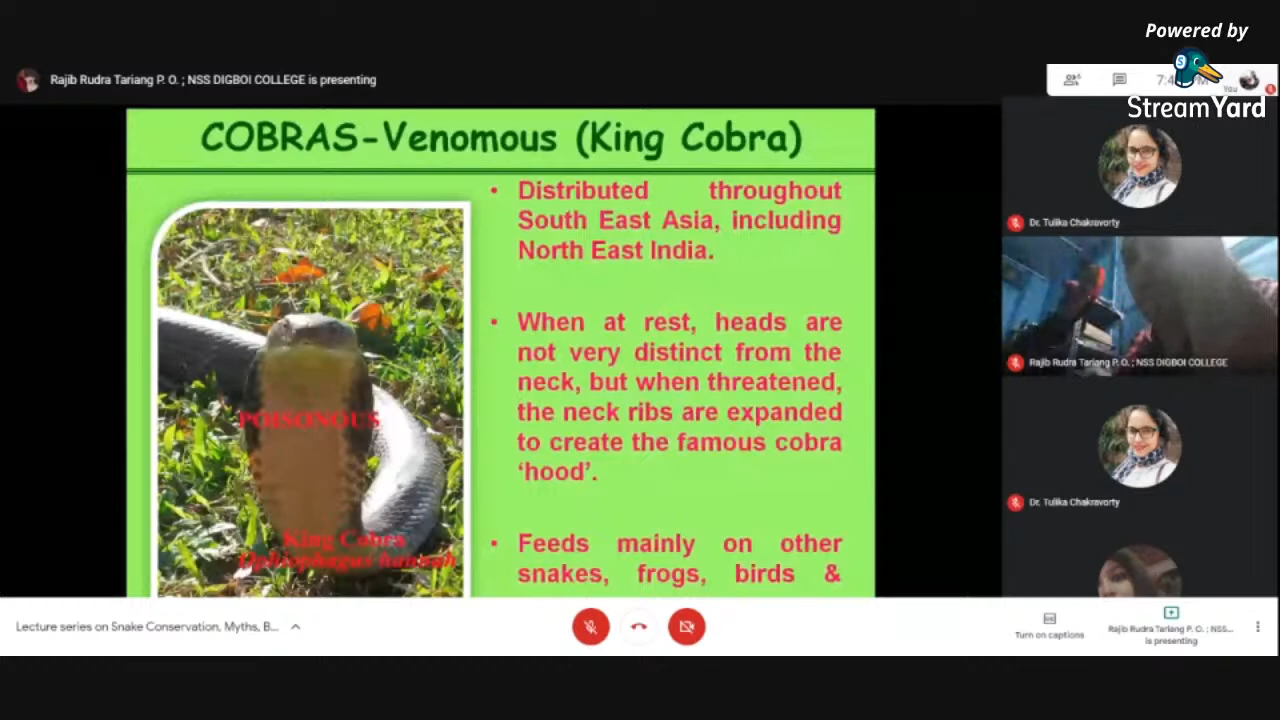 Powered by
StreamYard
Rajib Rudra Tariang P. O. ; NSS DIGBOI COLLEGE is presenting
You
COBRAS-Venomous (King Cobra)
• Distributed throughout
South East Asia, including
North East India.
• When at rest, heads are
not very distinct from the
neck, but when threatened,
the neck ribs are expanded
to create the famous cobra
‘hood’.
• Feeds mainly on other
snakes, frogs, birds &
POISONOUS
King Cobra
Ophiophagus hannah
Dr. Tulika Chakravorty
Rajib Rudra Tariang P. O. ; NSS DIGBOI COLLEGE
Dr. Tulika Chakravorty
Lecture series on Snake Conservation, Myths, B...
Turn on captions
Rajib Rudra Tariang P. O. ; NSS...
is presenting